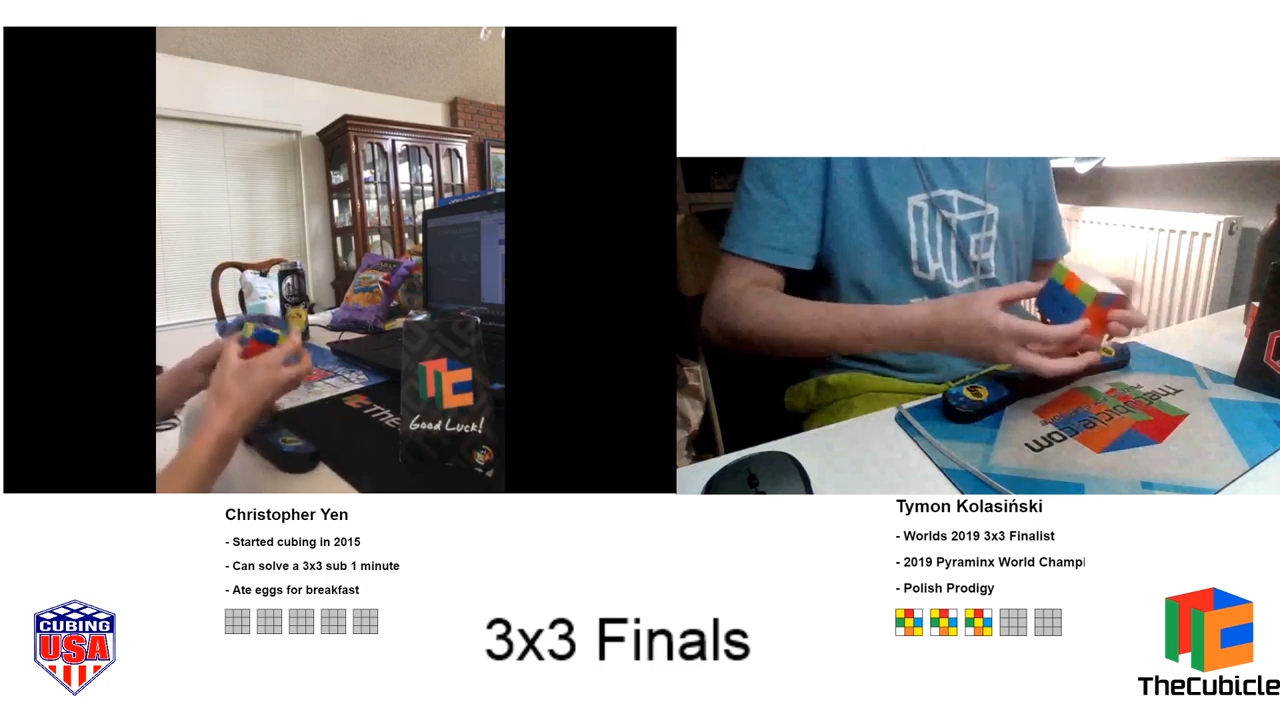 THE
Good Luck!
TheCubicle.com
Christopher Yen
- Started cubing in 2015
- Can solve a 3x3 sub 1 minute
- Ate eggs for breakfast
Tymon Kolasiński
- Worlds 2019 3x3 Finalist
- 2019 Pyraminx World Champi
- Polish Prodigy
CUBING
USA
3x3 Finals
TheCubicle